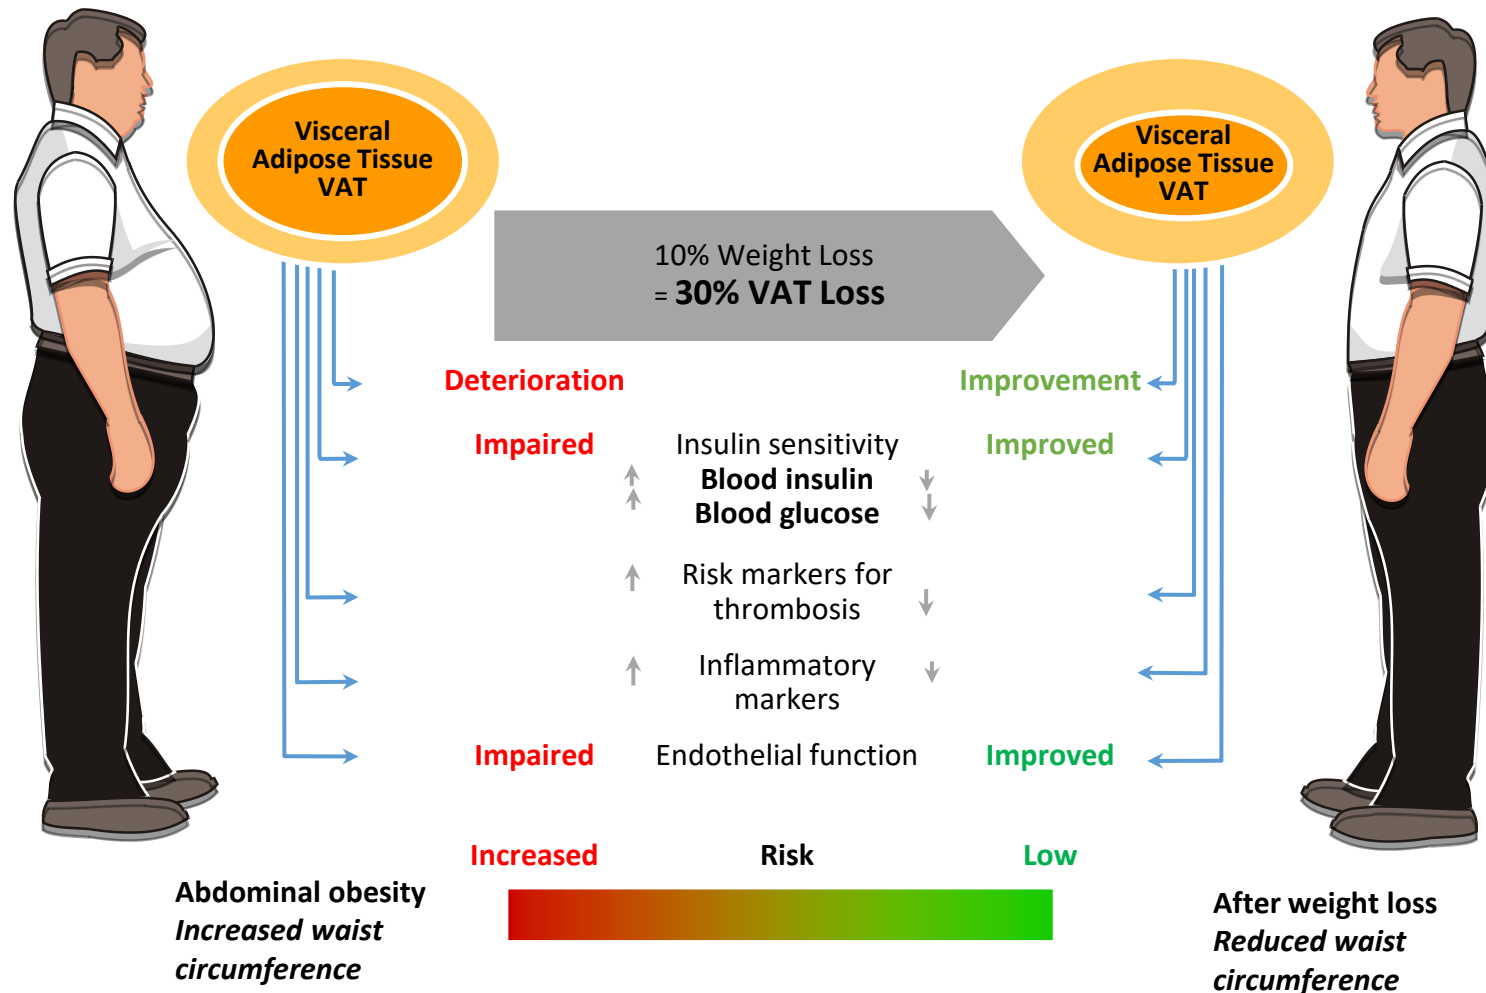 Visceral
Adipose Tissue
VAT
Visceral
Adipose Tissue
VAT
10% Weight Loss
= 30% VAT Loss
Deterioration
Improvement
Impaired
Insulin sensitivity
Improved
Blood insulin
Blood glucose
Risk markers for
thrombosis
Inflammatory
markers
Impaired
Endothelial function
Improved
Increased
Risk
Low
Abdominal obesity
Increased waist
circumference
After weight loss
Reduced waist
circumference